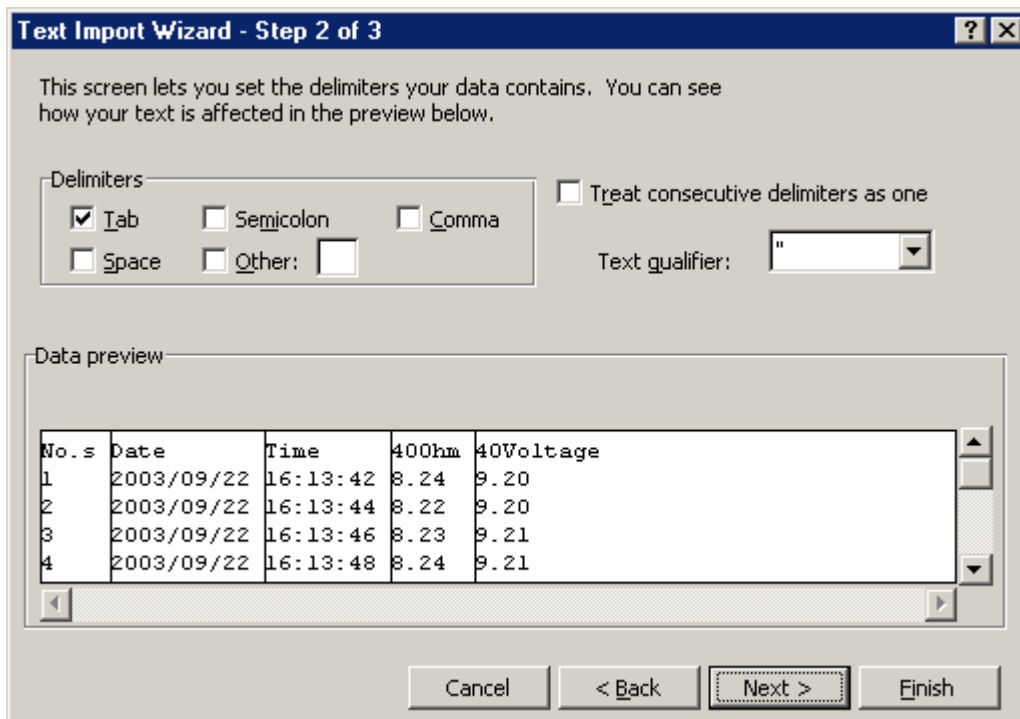 Text Import Wizard - Step 2 of 3
This screen lets you set the delimiters your data contains.  You can see
how your text is affected in the preview below.
Delimiters
Tab Semicolon Comma
Space Other:
Treat consecutive delimiters as one
Text qualifier: "
Data preview
No.s Date Time 40Ohm 40Voltage
1 2003/09/22 16:13:42 8.24 9.20
2 2003/09/22 16:13:44 8.22 9.20
3 2003/09/22 16:13:46 8.23 9.21
4 2003/09/22 16:13:48 8.24 9.21
Cancel < Back Next > Finish